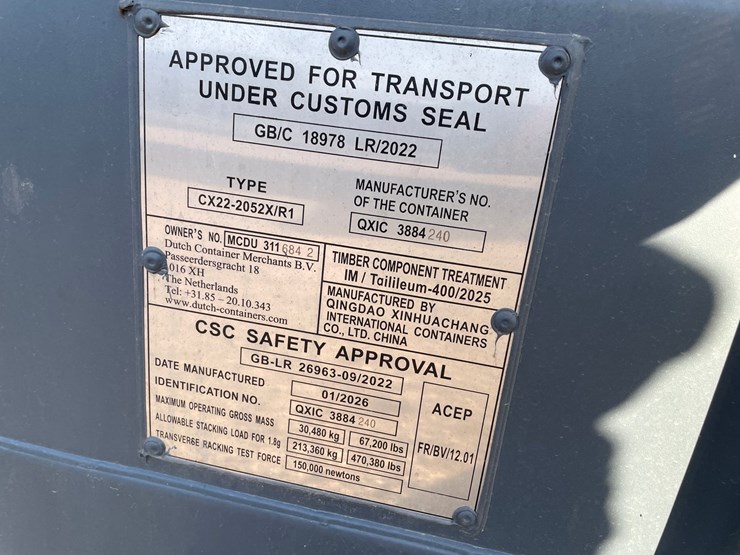 APPROVED FOR TRANSPORT
UNDER CUSTOMS SEAL
GB/C 18978 LR/2022
TYPE
CX22-2052X/R1
MANUFACTURER'S NO.
OF THE CONTAINER
QXIC 3884240
OWNER'S NO. MCDU 311 684 2
Dutch Container Merchants B.V.
Passeerdersgracht 18
1016 XH
The Netherlands
Tel: +31.85 – 20.10.343
www.dutch-containers.com
TIMBER COMPONENT TREATMENT
IM / Tailileum-400/2025
MANUFACTURED BY
QINGDAO XINHUACHANG
INTERNATIONAL CONTAINERS
CO., LTD. CHINA
CSC SAFETY APPROVAL
GB-LR 26963-09/2022
DATE MANUFACTURED 01/2026
IDENTIFICATION NO. QXIC 3884240
MAXIMUM OPERATING GROSS MASS 30,480 kg 67,200 lbs
ALLOWABLE STACKING LOAD FOR 1.8g 213,360 kg 470,380 lbs
TRANSVERSE RACKING TEST FORCE 150,000 newtons
ACEP
FR/BV/12.01